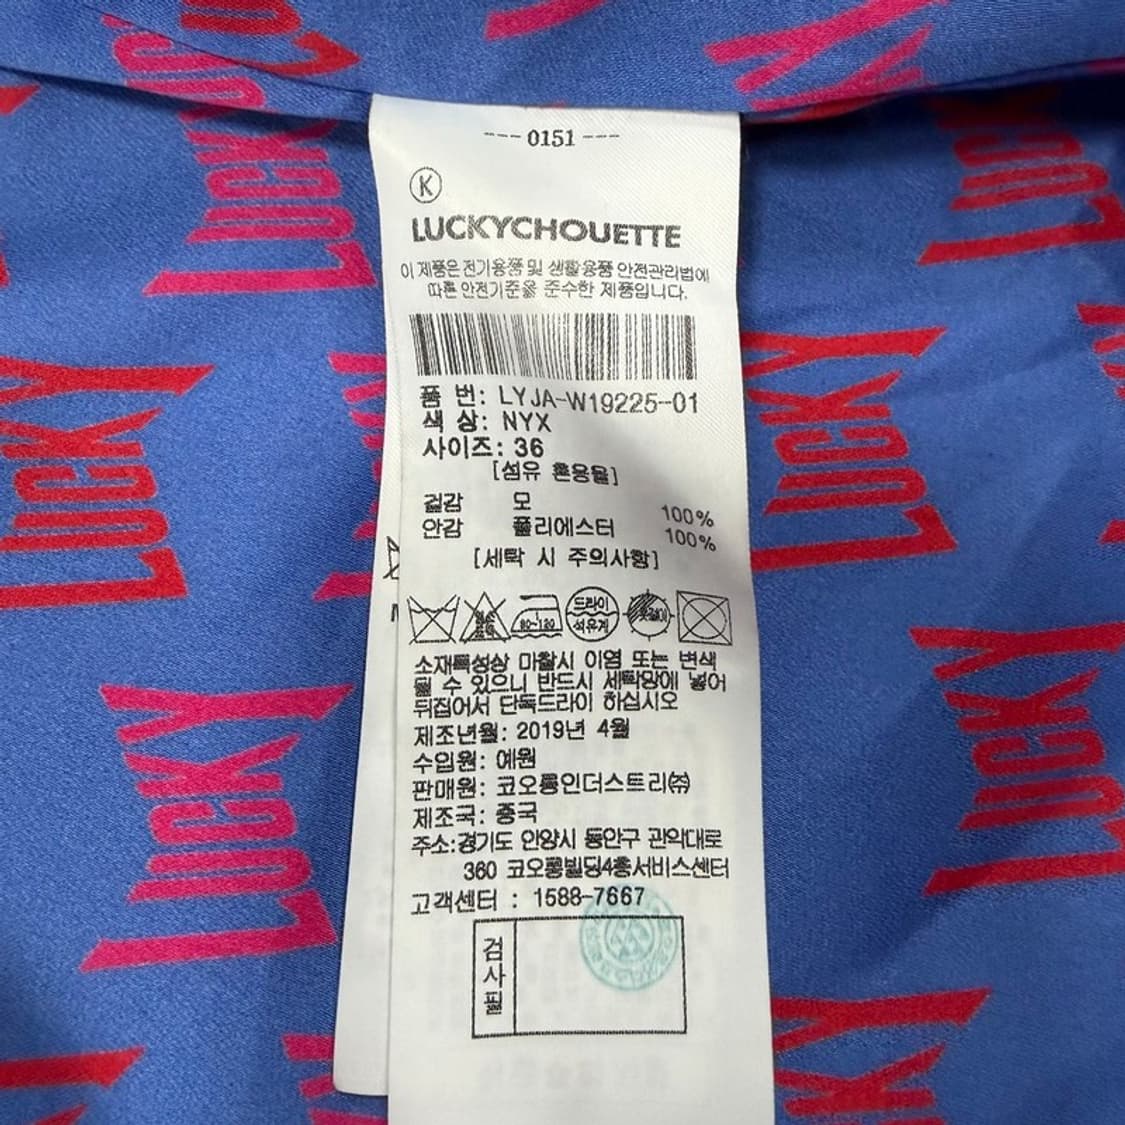 --- 0151 ---
K
LUCKYCHOUETTE
이 제품은 전기용품 및 생활용품 안전관리법에
따른 안전기준을 준수한 제품입니다.
품 번: LYJA-W19225-01
색 상: NYX
사이즈: 36
[섬유 혼용율]
겉감 모 100%
안감 폴리에스터 100%
[세탁 시 주의사항]
80~120
드라이
석유계
옷걸이
소재특성상 마찰시 이염 또는 변색
될 수 있으니 반드시 세탁망에 넣어
뒤집어서 단독드라이 하십시오
제조년월: 2019년 4월
수입원: 예원
판매원: 코오롱인더스트리㈜
제조국: 중국
주소:경기도 안양시 동안구 관악대로
360 코오롱빌딩4층서비스센터
고객센터 : 1588-7667
검사필
LUCKY
LUCKY
LUCKY
LUCKY
LUCKY
LUCKY